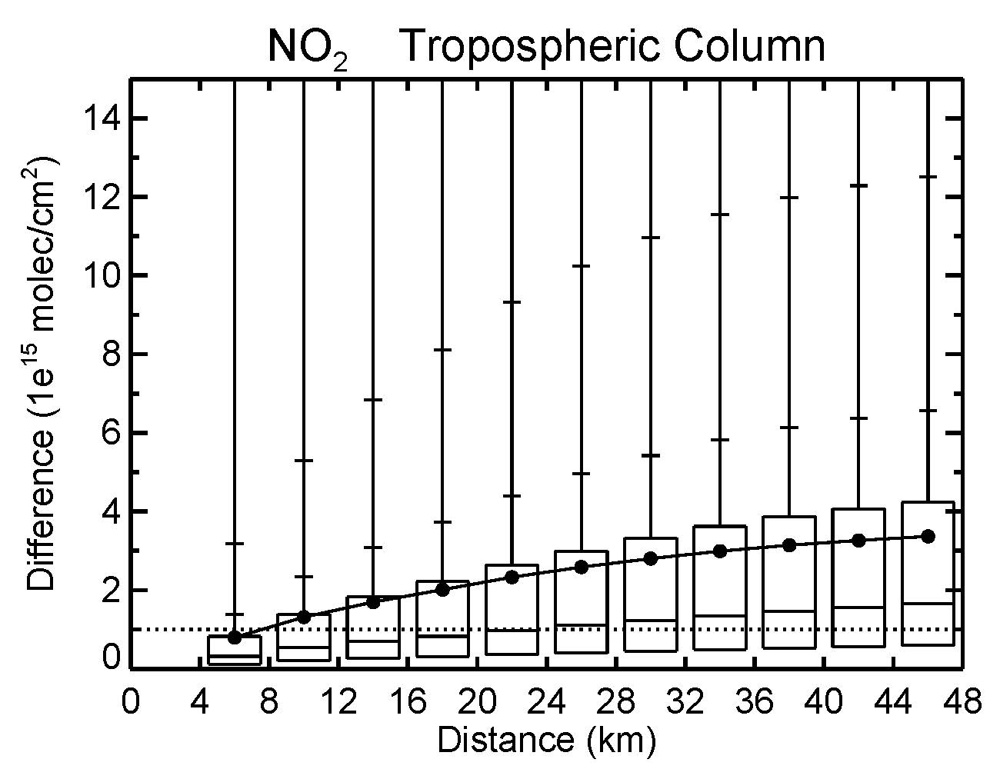 NO₂ Tropospheric Column
Difference (1e¹⁵ molec/cm²)
14
12
10
8
6
4
2
0
0 4 8 12 16 20 24 28 32 36 40 44 48
Distance (km)